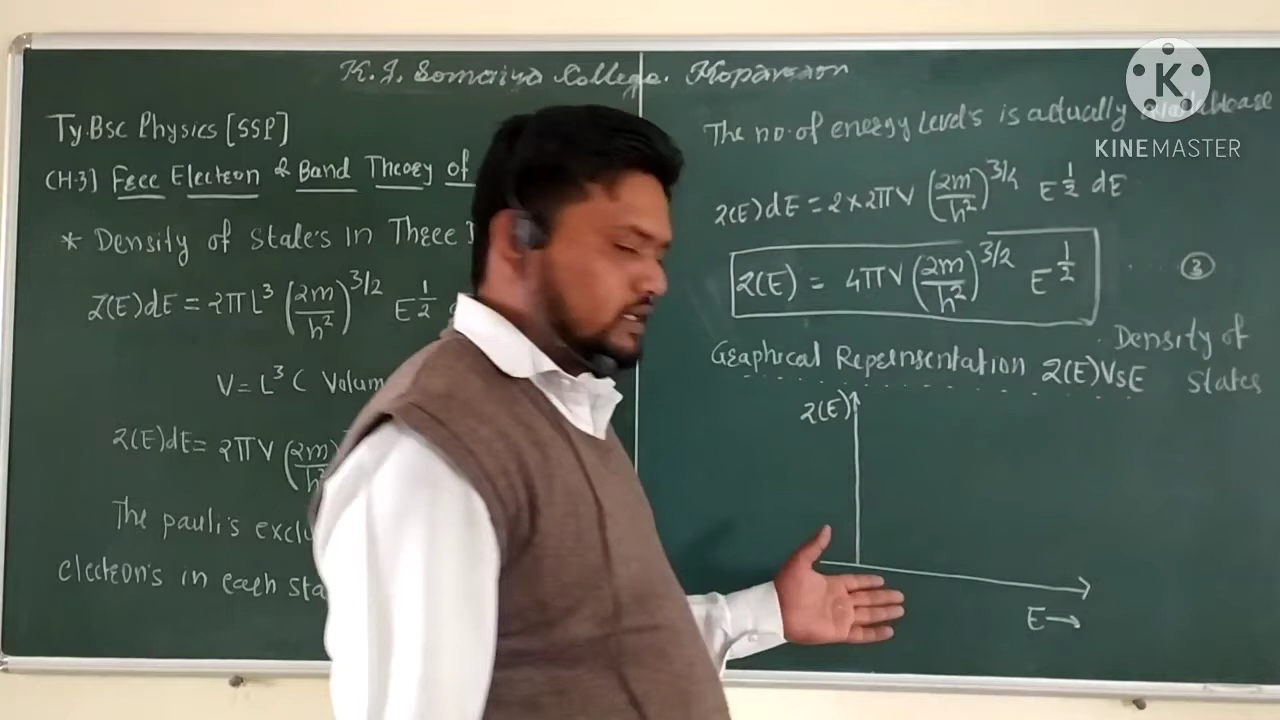 K.J. Somaiya College. Kopargaon
Ty.Bsc Physics [SSP]
CH-3] Free Electron & Band Theory of
* Density of States In Three
Z(E)dE = 2πL³ (2m/h²)^3/2 E^1/2
V = L³ ( Volum
Z(E)dE = 2πV (2m/h²
The pauli's exclu
electron's in each sta
The no. of energy Levels is actually
Z(E)dE = 2×2πV (2m/h²)^3/2 E^1/2 dE
Z(E) = 4πV (2m/h²)^3/2 E^1/2 ③
Density of States
Graphical Reperensentation Z(E) Vs E
Z(E)
E→
K
KINEMASTER